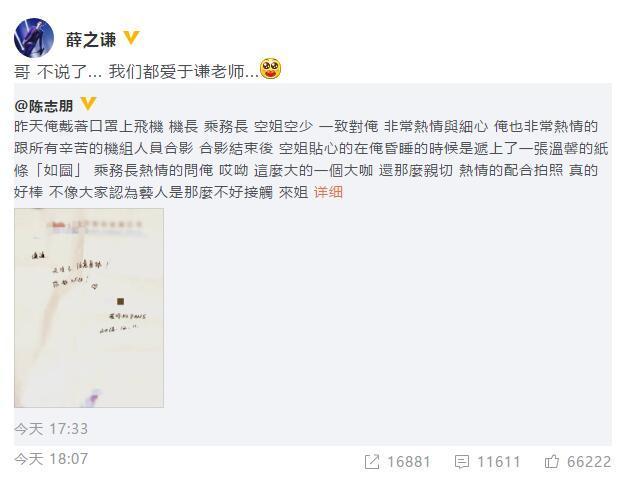 薛之谦
哥 不说了... 我们都爱于谦老师...
@陈志朋
昨天俺戴著口罩上飛機 機長 乘務長 空姐空少 一致對俺 非常熱情與細心 俺也非常熱情的
跟所有辛苦的機組人員合影 合影結束後 空姐貼心的在俺昏睡的時候是遞上了一張溫馨的紙
條「如圖」 乘務長熱情的問俺 哎呦 這麼大的一個大咖 還那麼親切 熱情的配合拍照 真的
好棒 不像大家認為藝人是那麼不好接觸 來姐 详细
今天 17:33
今天 18:07
16881
11611
66222